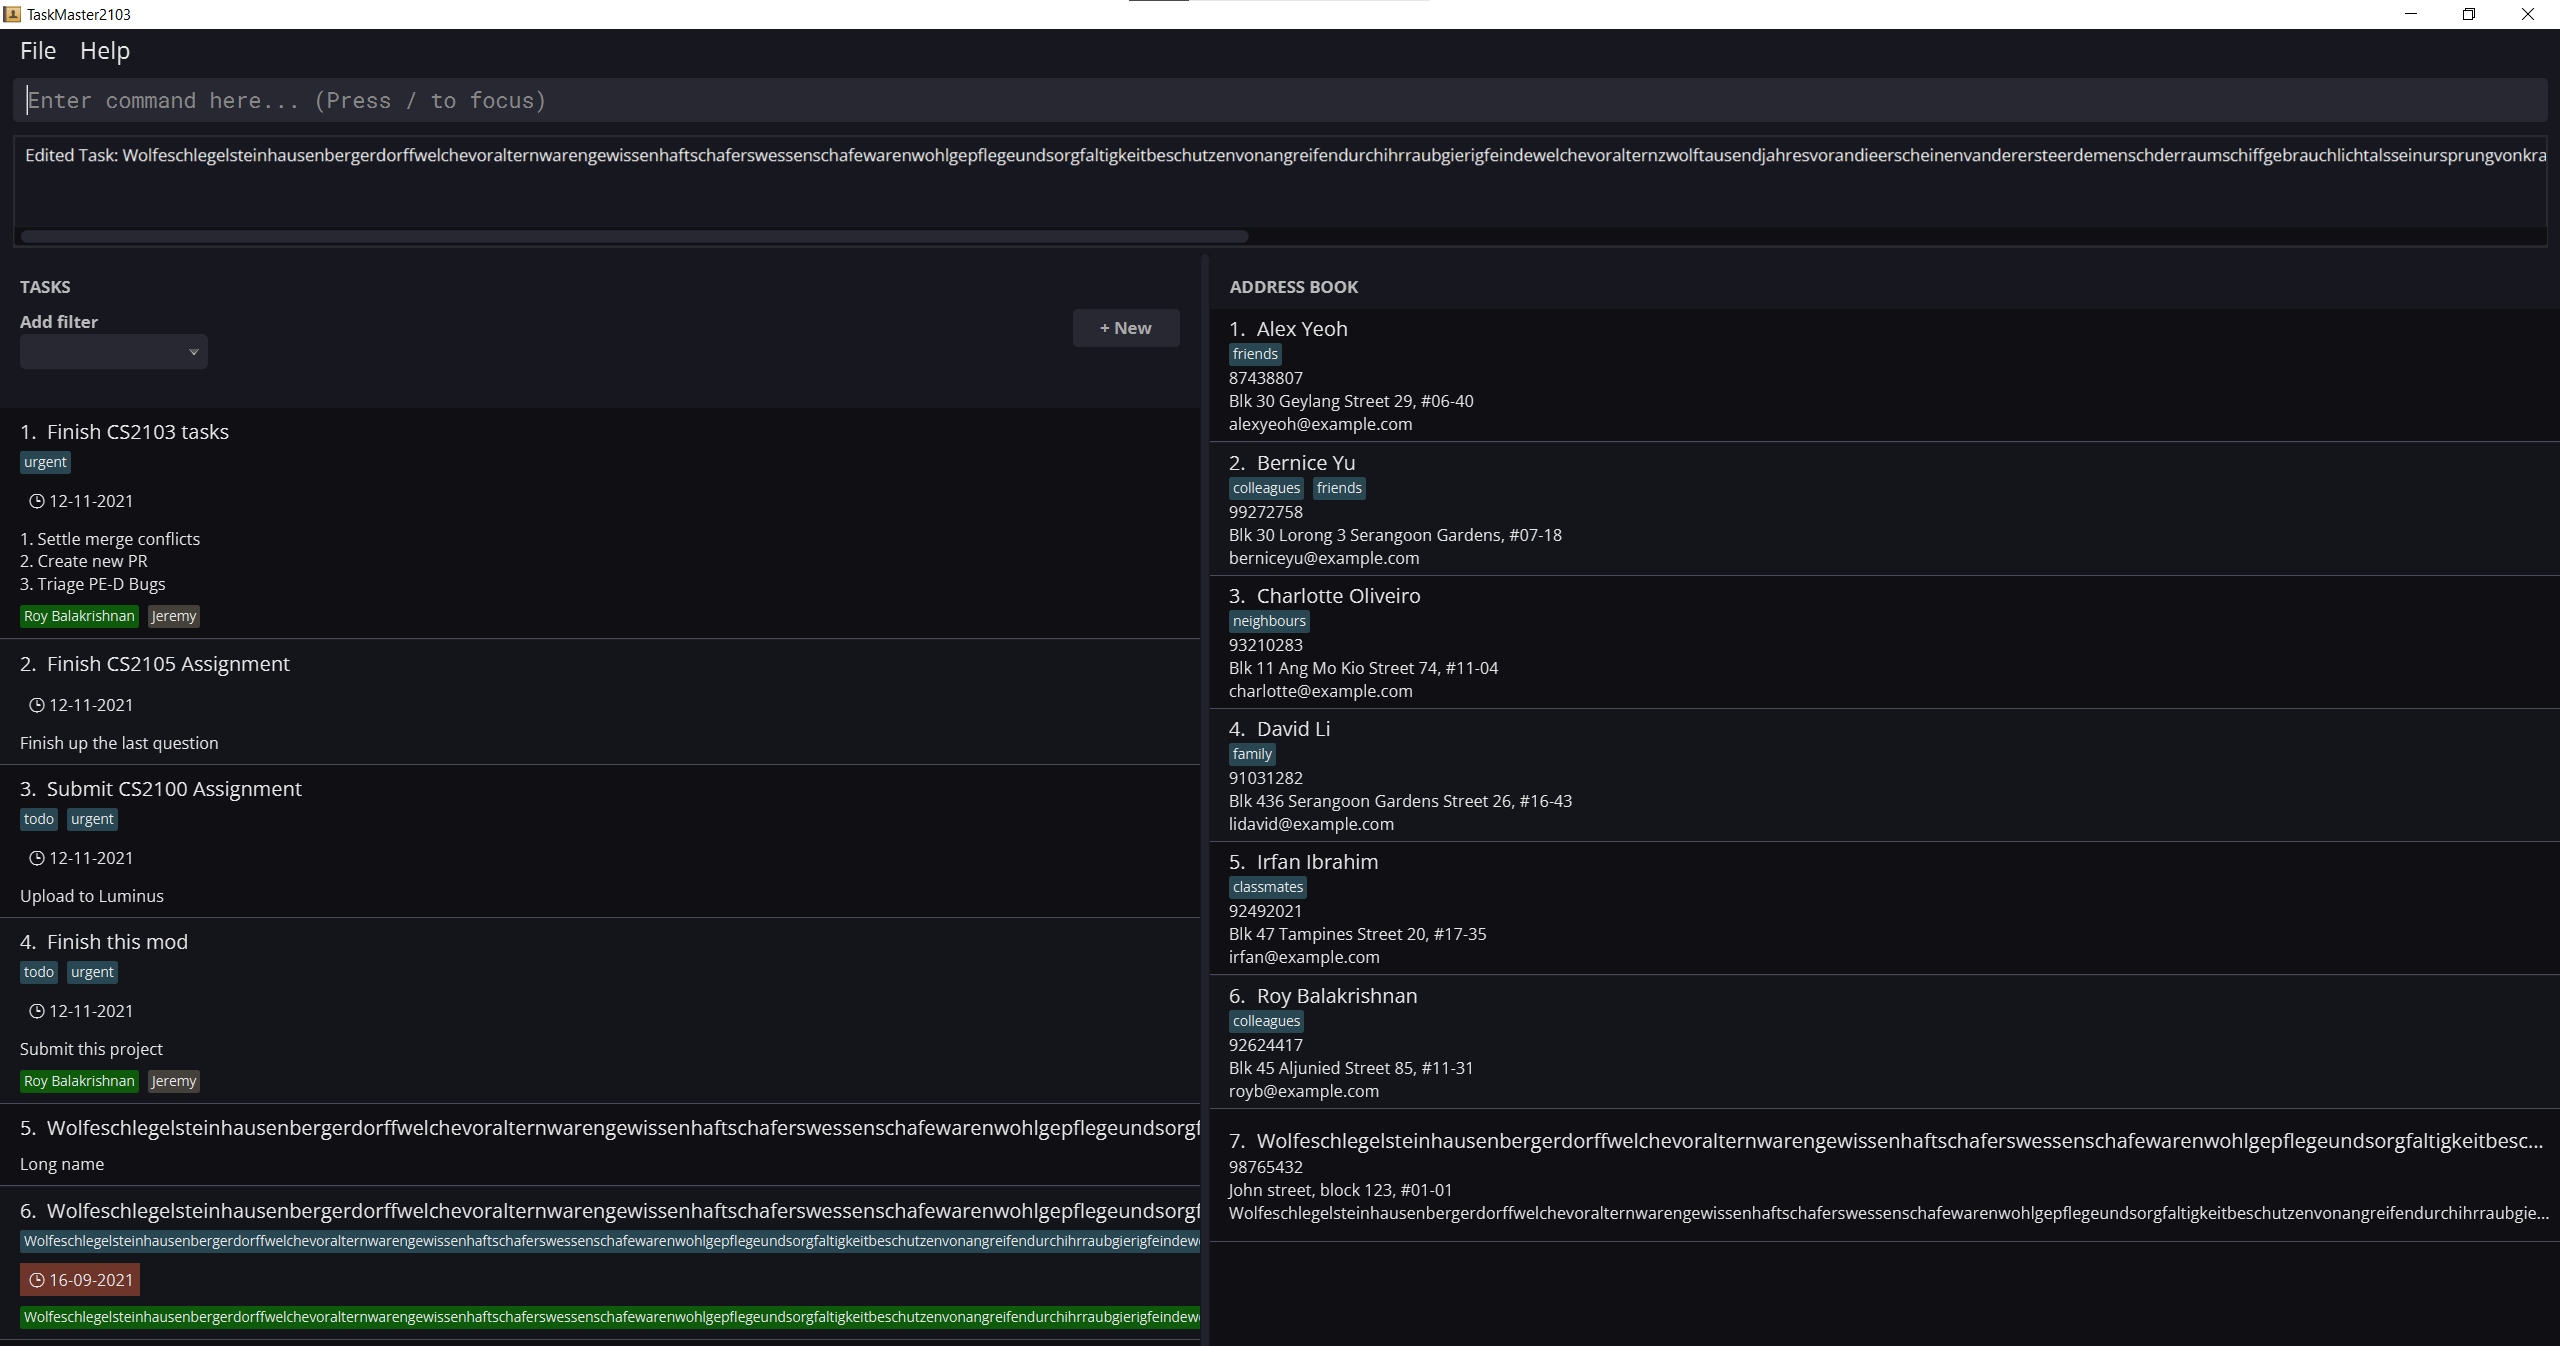 TaskMaster2103
File Help
Enter command here... (Press / to focus)
Edited Task: Wolfeschlegelsteinhausenbergerdorffwelchevoralternwarengewissenhaftschaferswessenschafewarenwohlgepflegeundsorgfaltigkeitbeschutzenvonangreifendurchihrraubgierigfeindewelchevoralternzwolftausendjahresvorandieerscheinenvanderersteerdemenschderraumschiffgebrauchlichtalsseinursprungvonkra
TASKS
Add filter
+ New
1. Finish CS2103 tasks
urgent
12-11-2021
1. Settle merge conflicts
2. Create new PR
3. Triage PE-D Bugs
Roy Balakrishnan Jeremy
2. Finish CS2105 Assignment
12-11-2021
Finish up the last question
3. Submit CS2100 Assignment
todo urgent
12-11-2021
Upload to Luminus
4. Finish this mod
todo urgent
12-11-2021
Submit this project
Roy Balakrishnan Jeremy
5. Wolfeschlegelsteinhausenbergerdorffwelchevoralternwarengewissenhaftschaferswessenschafewarenwohlgepflegeundsorgf
Long name
6. Wolfeschlegelsteinhausenbergerdorffwelchevoralternwarengewissenhaftschaferswessenschafewarenwohlgepflegeundsorgf
Wolfeschlegelsteinhausenbergerdorffwelchevoralternwarengewissenhaftschaferswessenschafewarenwohlgepflegeundsorgfaltigkeitbeschutzenvonangreifendurchihrraubgierigfeindew
16-09-2021
Wolfeschlegelsteinhausenbergerdorffwelchevoralternwarengewissenhaftschaferswessenschafewarenwohlgepflegeundsorgfaltigkeitbeschutzenvonangreifendurchihrraubgierigfeindew
ADDRESS BOOK
1. Alex Yeoh
friends
87438807
Blk 30 Geylang Street 29, #06-40
alexyeoh@example.com
2. Bernice Yu
colleagues friends
99272758
Blk 30 Lorong 3 Serangoon Gardens, #07-18
berniceyu@example.com
3. Charlotte Oliveiro
neighbours
93210283
Blk 11 Ang Mo Kio Street 74, #11-04
charlotte@example.com
4. David Li
family
91031282
Blk 436 Serangoon Gardens Street 26, #16-43
lidavid@example.com
5. Irfan Ibrahim
classmates
92492021
Blk 47 Tampines Street 20, #17-35
irfan@example.com
6. Roy Balakrishnan
colleagues
92624417
Blk 45 Aljunied Street 85, #11-31
royb@example.com
7. Wolfeschlegelsteinhausenbergerdorffwelchevoralternwarengewissenhaftschaferswessenschafewarenwohlgepflegeundsorgfaltigkeitbesc...
98765432
John street, block 123, #01-01
Wolfeschlegelsteinhausenbergerdorffwelchevoralternwarengewissenhaftschaferswessenschafewarenwohlgepflegeundsorgfaltigkeitbeschutzenvonangreifendurchihrraubgie...